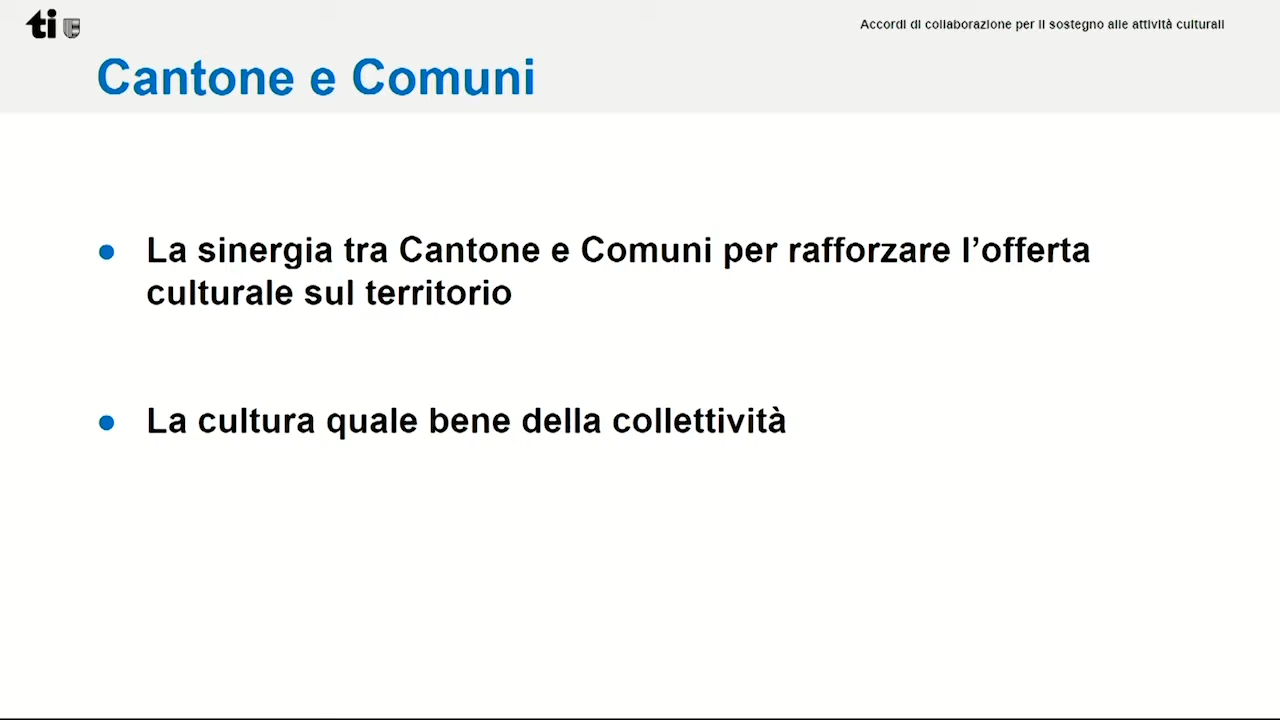 ti
Accordi di collaborazione per il sostegno alle attività culturali
Cantone e Comuni
● La sinergia tra Cantone e Comuni per rafforzare l’offerta
culturale sul territorio
● La cultura quale bene della collettività